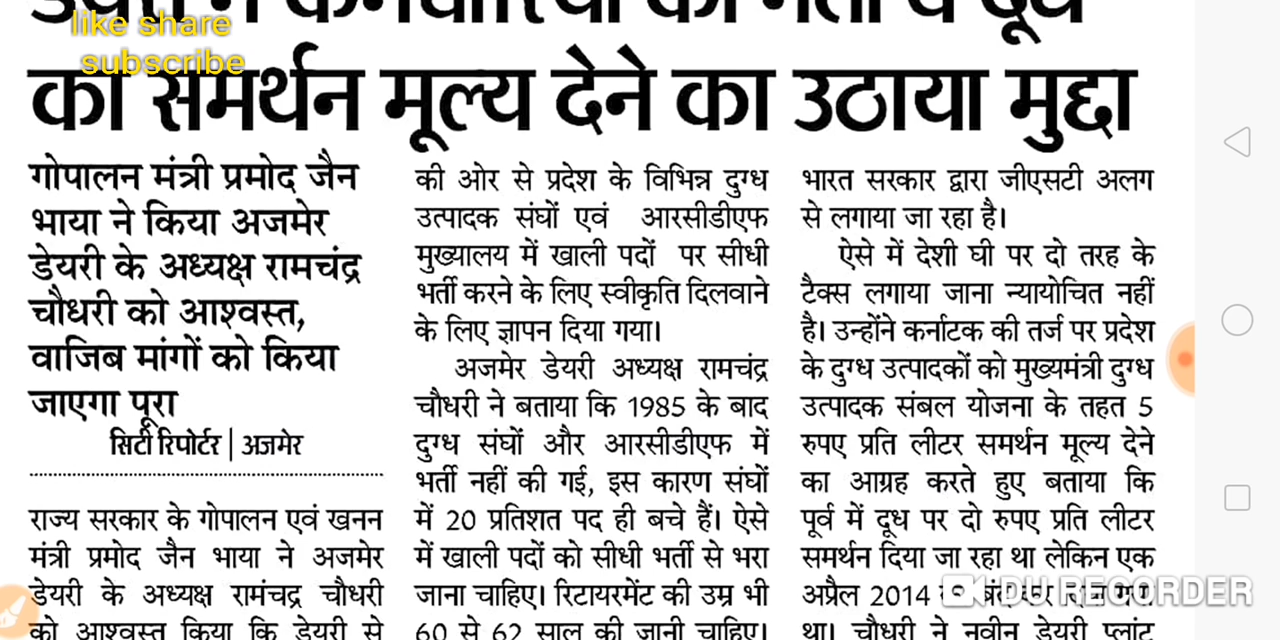 like share
subscribe
का समर्थन मूल्य देने का उठाया मुद्दा
गोपालन मंत्री प्रमोद जैन
भाया ने किया अजमेर
डेयरी के अध्यक्ष रामचंद्र
चौधरी को आश्वस्त,
वाजिब मांगों को किया
जाएगा पूरा
सिटी रिपोर्टर | अजमेर
राज्य सरकार के गोपालन एवं खनन
मंत्री प्रमोद जैन भाया ने अजमेर
डेयरी के अध्यक्ष रामचंद्र चौधरी
को आश्वस्त किया कि डेयरी से
की ओर से प्रदेश के विभिन्न दुग्ध
उत्पादक संघों एवं आरसीडीएफ
मुख्यालय में खाली पदों पर सीधी
भर्ती करने के लिए स्वीकृति दिलवाने
के लिए ज्ञापन दिया गया।
अजमेर डेयरी अध्यक्ष रामचंद्र
चौधरी ने बताया कि 1985 के बाद
दुग्ध संघों और आरसीडीएफ में
भर्ती नहीं की गई, इस कारण संघों
में 20 प्रतिशत पद ही बचे हैं। ऐसे
में खाली पदों को सीधी भर्ती से भरा
जाना चाहिए। रिटायरमेंट की उम्र भी
60 से 62 साल की जानी चाहिए।
भारत सरकार द्वारा जीएसटी अलग
से लगाया जा रहा है।
ऐसे में देशी घी पर दो तरह के
टैक्स लगाया जाना न्यायोचित नहीं
है। उन्होंने कर्नाटक की तर्ज पर प्रदेश
के दुग्ध उत्पादकों को मुख्यमंत्री दुग्ध
उत्पादक संबल योजना के तहत 5
रुपए प्रति लीटर समर्थन मूल्य देने
का आग्रह करते हुए बताया कि
पूर्व में दूध पर दो रुपए प्रति लीटर
समर्थन दिया जा रहा था लेकिन एक
अप्रैल 2014
था। चौधरी ने नवीन डेयरी प्लांट
DU RECORDER